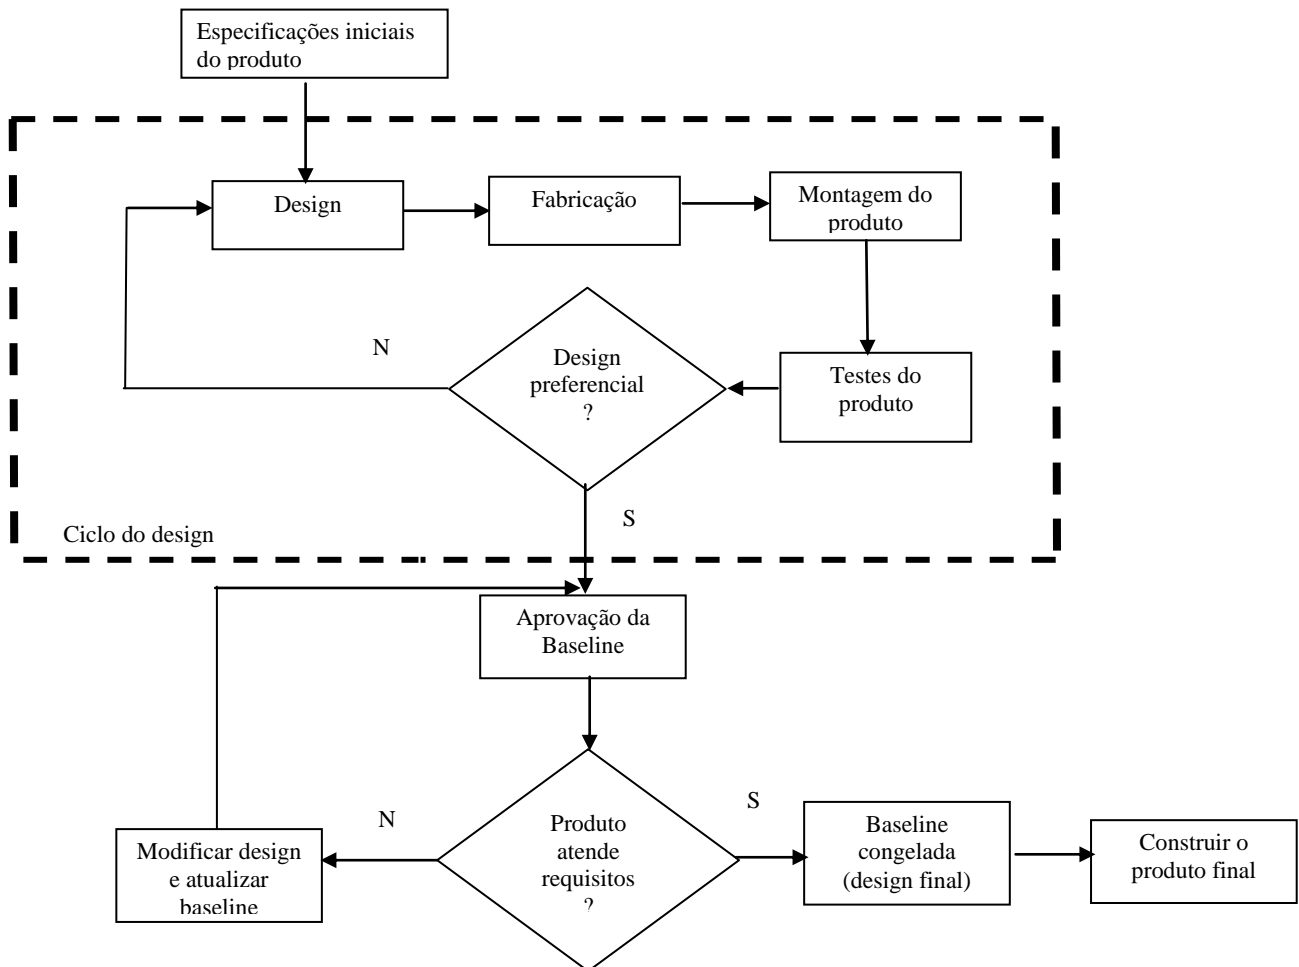 Especificações iniciais
do produto
Design
Fabricação
Montagem do
produto
N
Design
preferencial
?
Testes do
produto
S
Ciclo do design
Aprovação da
Baseline
N
S
Modificar design
e atualizar
baseline
Produto
atende
requisitos
?
Baseline
congelada
(design final)
Construir o
produto final